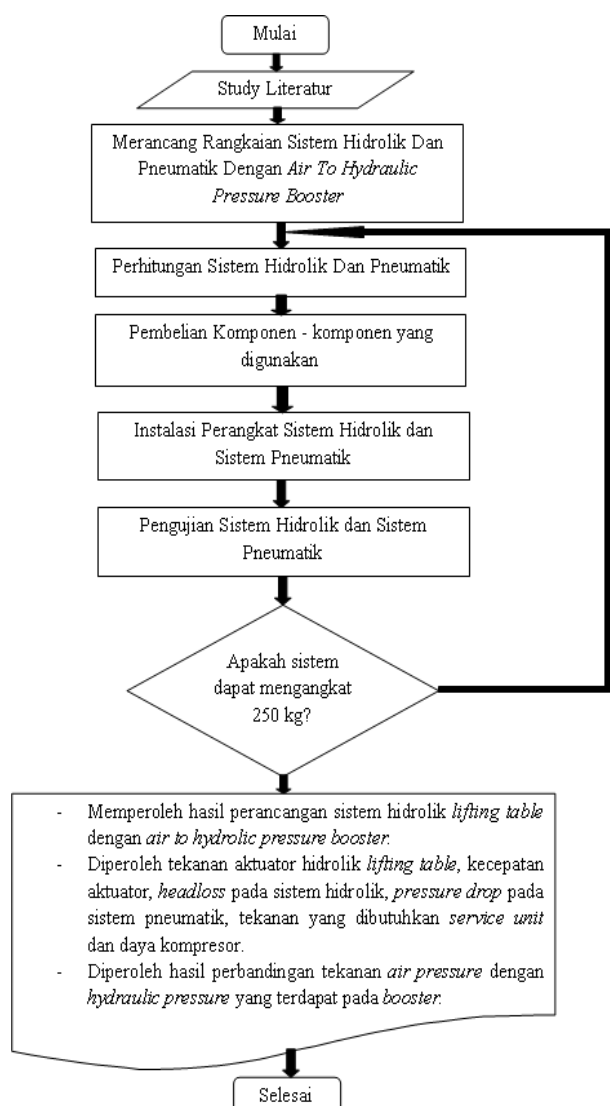 Mulai
Study Literatur
Merancang Rangkaian Sistem Hidrolik Dan
Pneumatik Dengan Air To Hydraulic
Pressure Booster
Perhitungan Sistem Hidrolik Dan Pneumatik
Pembelian Komponen - komponen yang
digunakan
Instalasi Perangkat Sistem Hidrolik dan
Sistem Pneumatik
Pengujian Sistem Hidrolik dan Sistem
Pneumatik
Apakah sistem
dapat mengangkat
250 kg?
- Memperoleh hasil perancangan sistem hidrolik lifting table
dengan air to hydrolic pressure booster.
- Diperoleh tekanan aktuator hidrolik lifting table, kecepatan
aktuator, headloss pada sistem hidrolik, pressure drop pada
sistem pneumatik, tekanan yang dibutuhkan service unit
dan daya kompresor.
- Diperoleh hasil perbandingan tekanan air pressure dengan
hydraulic pressure yang terdapat pada booster.
Selesai